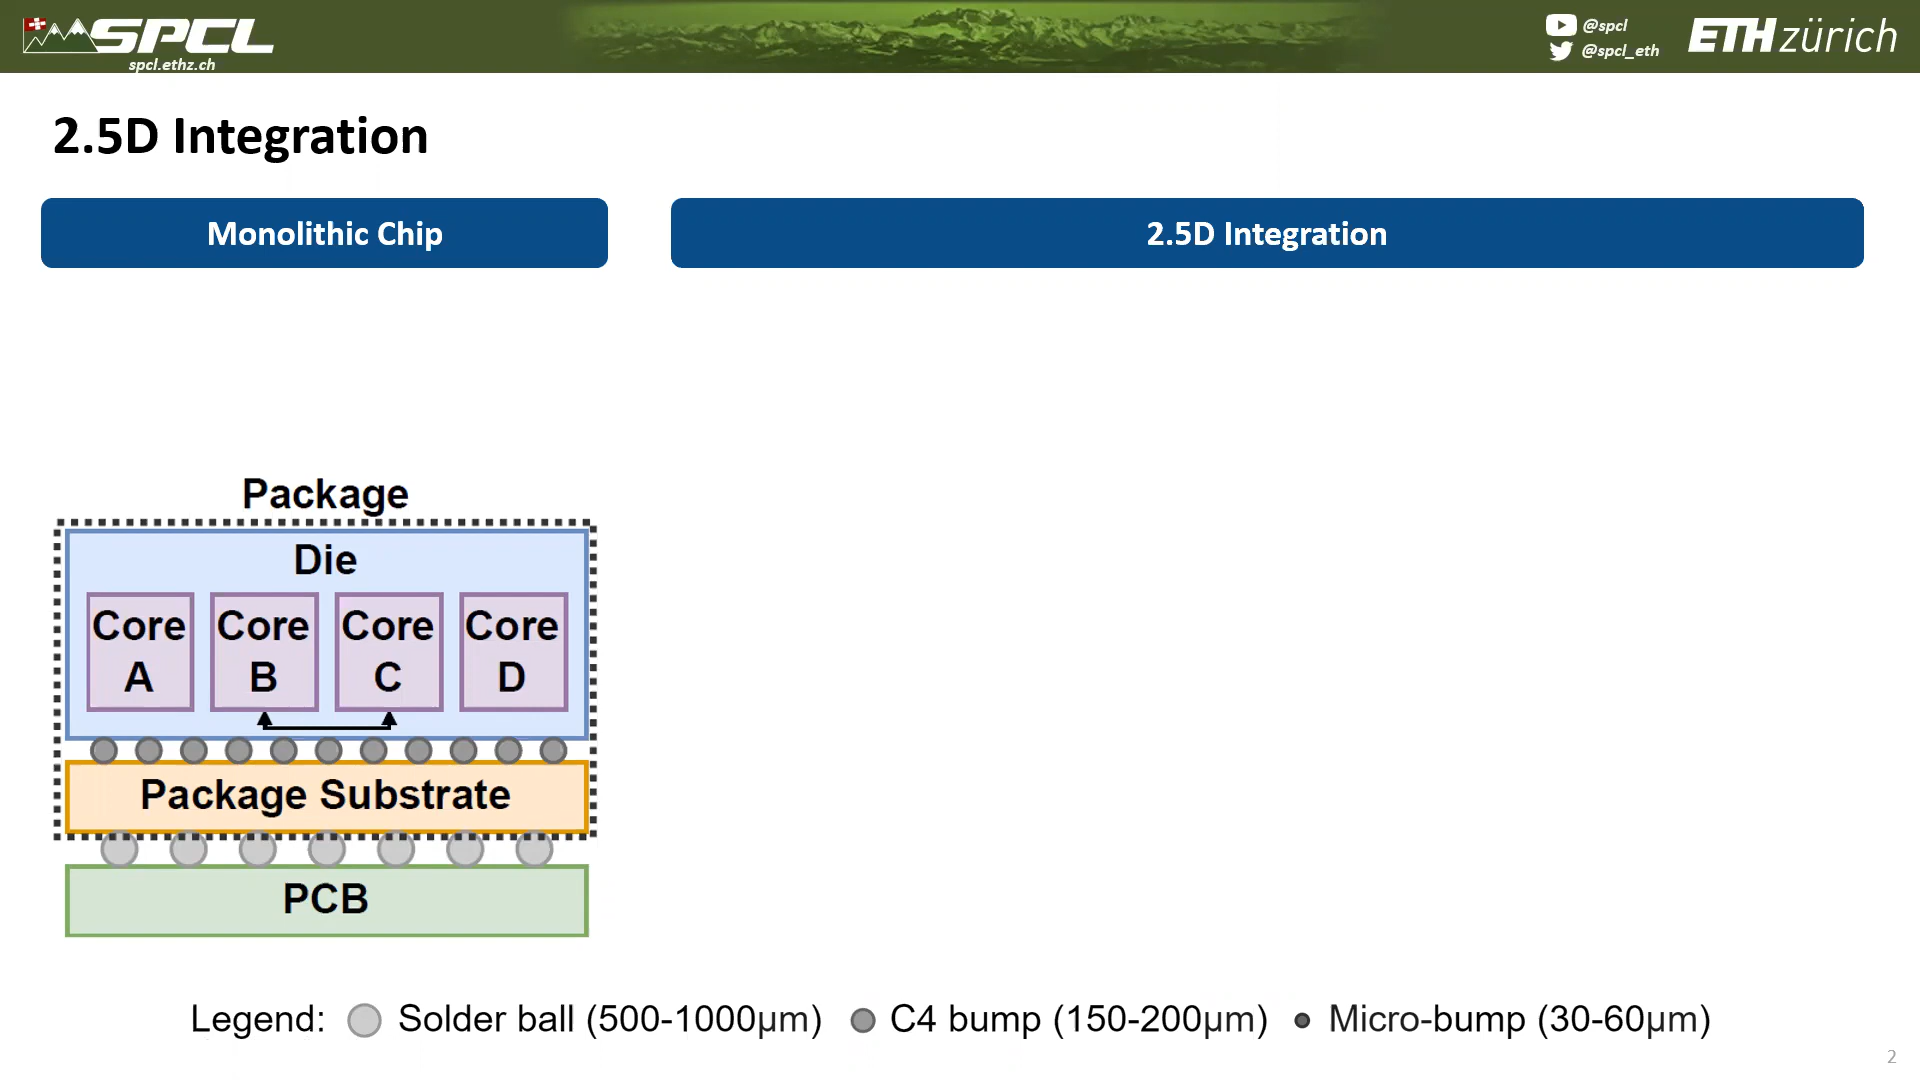 SPCL
spcl.ethz.ch
@spcl
@spcl_eth
ETH zürich
2.5D Integration
Monolithic Chip
2.5D Integration
Package
Die
Core A
Core B
Core C
Core D
Package Substrate
PCB
Legend: Solder ball (500-1000μm) C4 bump (150-200μm) Micro-bump (30-60μm)
2